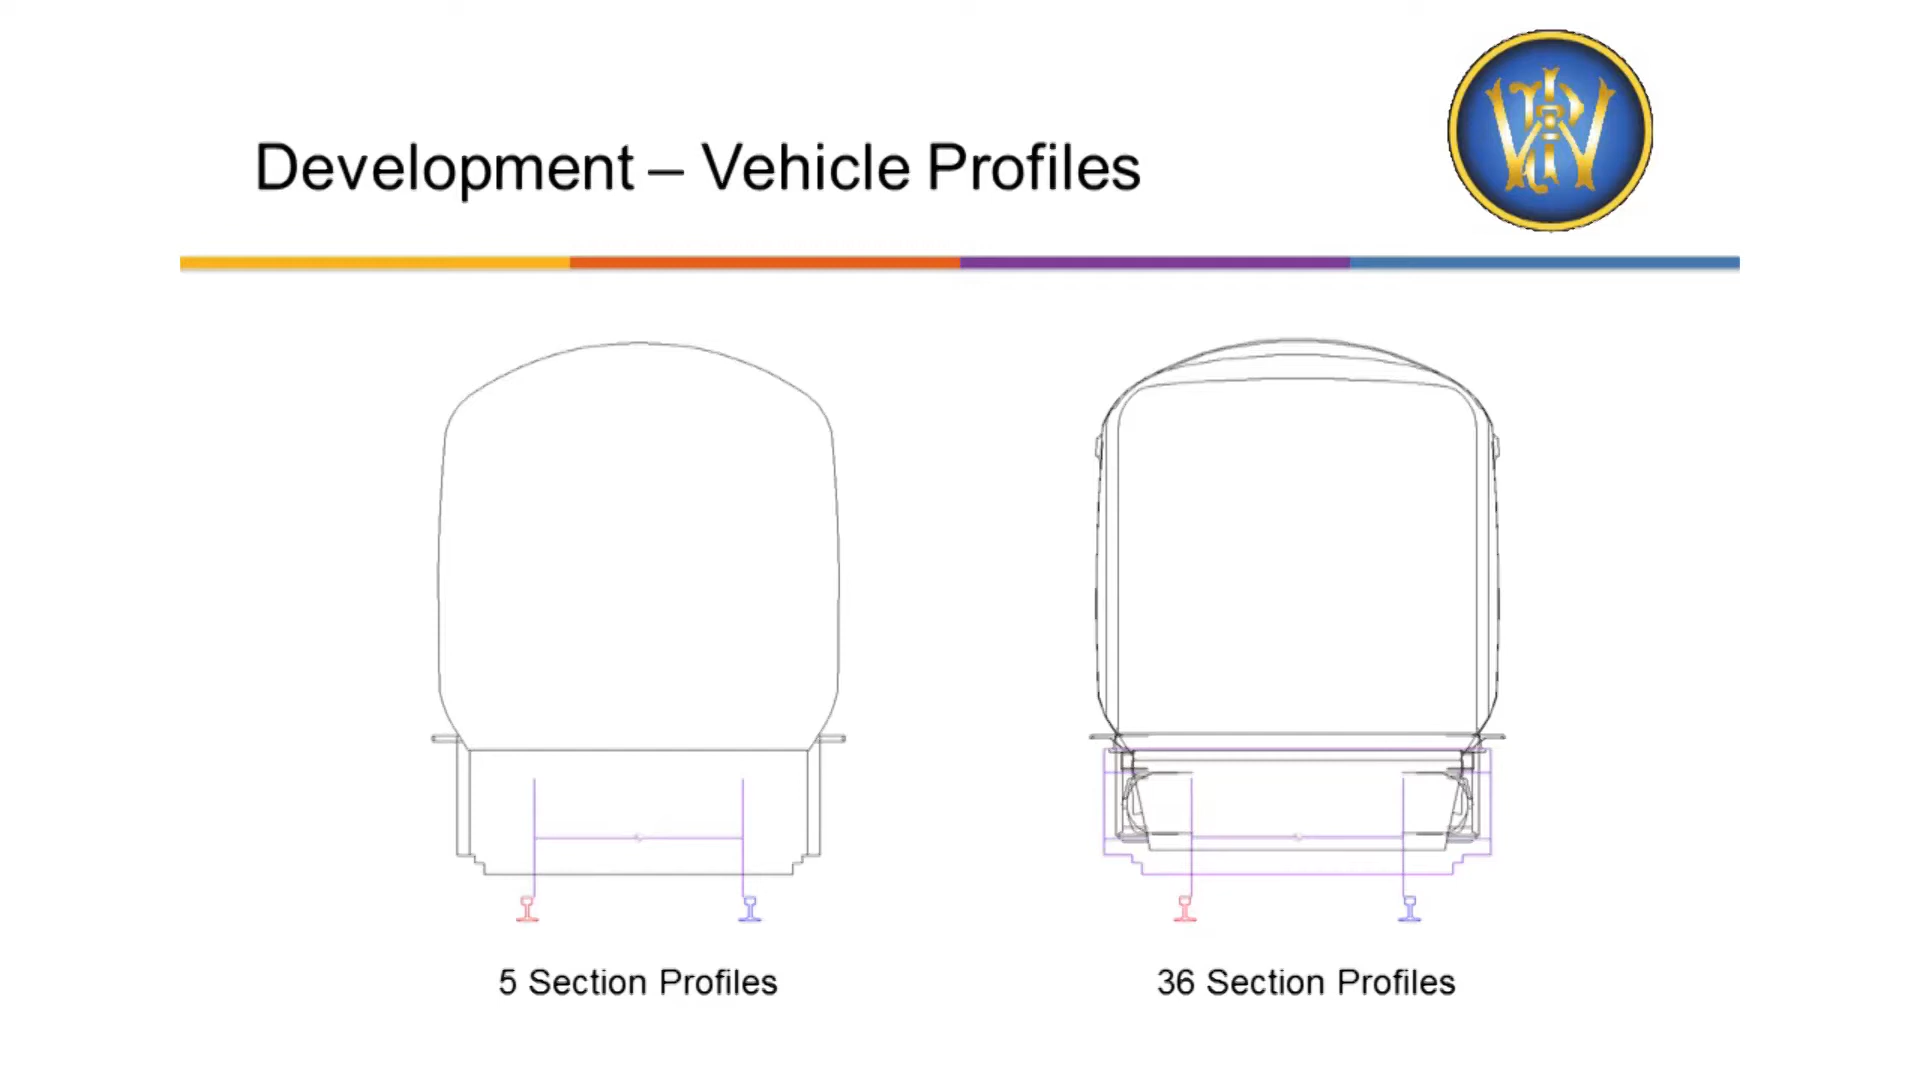 Development – Vehicle Profiles
5 Section Profiles
36 Section Profiles